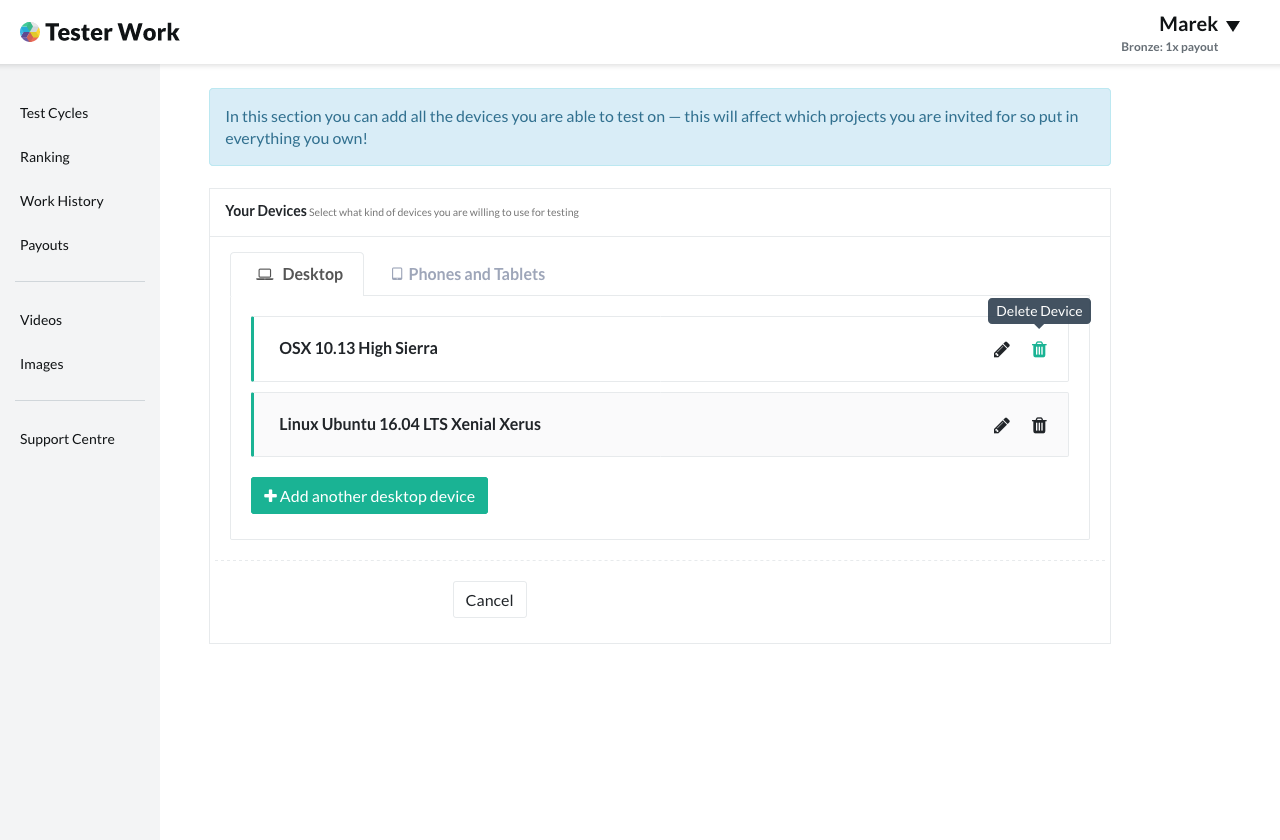 Tester Work
Marek
Bronze: 1x payout
Test Cycles
Ranking
Work History
Payouts
Videos
Images
Support Centre
In this section you can add all the devices you are able to test on — this will affect which projects you are invited for so put in
everything you own!
Your Devices Select what kind of devices you are willing to use for testing
Desktop
Phones and Tablets
Delete Device
OSX 10.13 High Sierra
Linux Ubuntu 16.04 LTS Xenial Xerus
Add another desktop device
Cancel